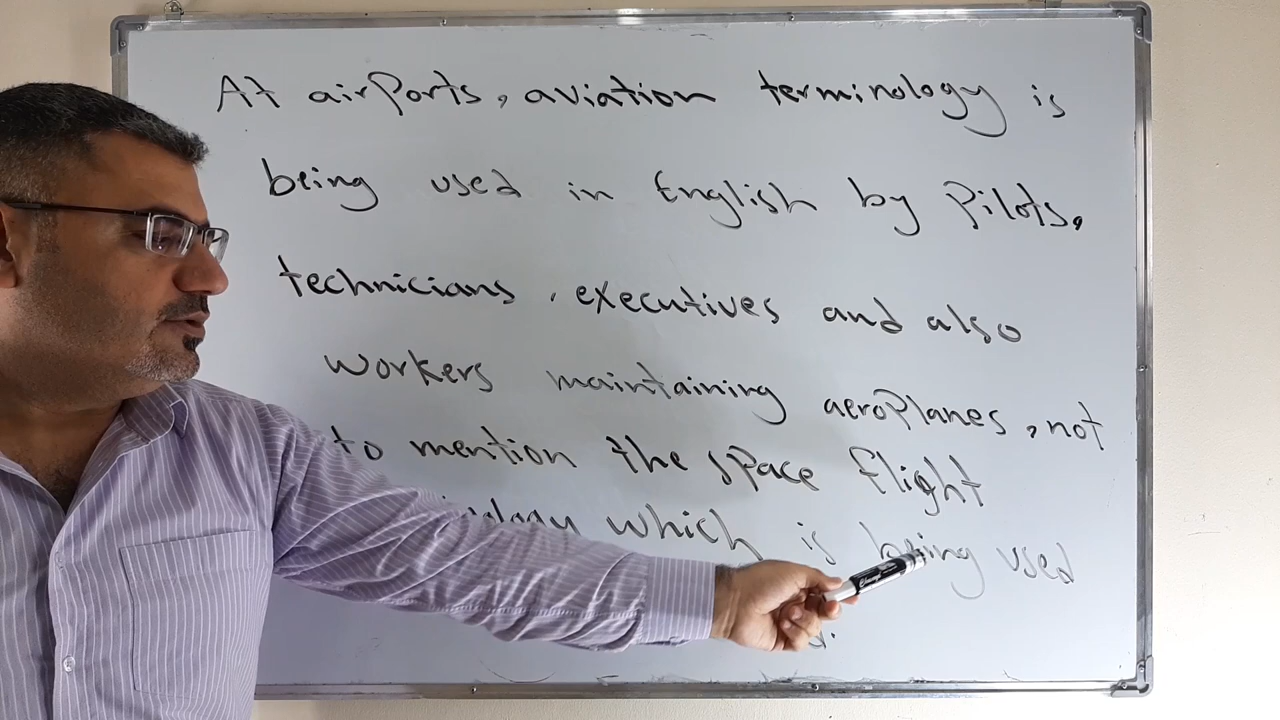 At airports, aviation terminology is
being used in English by pilots,
technicians, executives and also
workers maintaining aeroplanes, not
to mention the space flight
which is being used